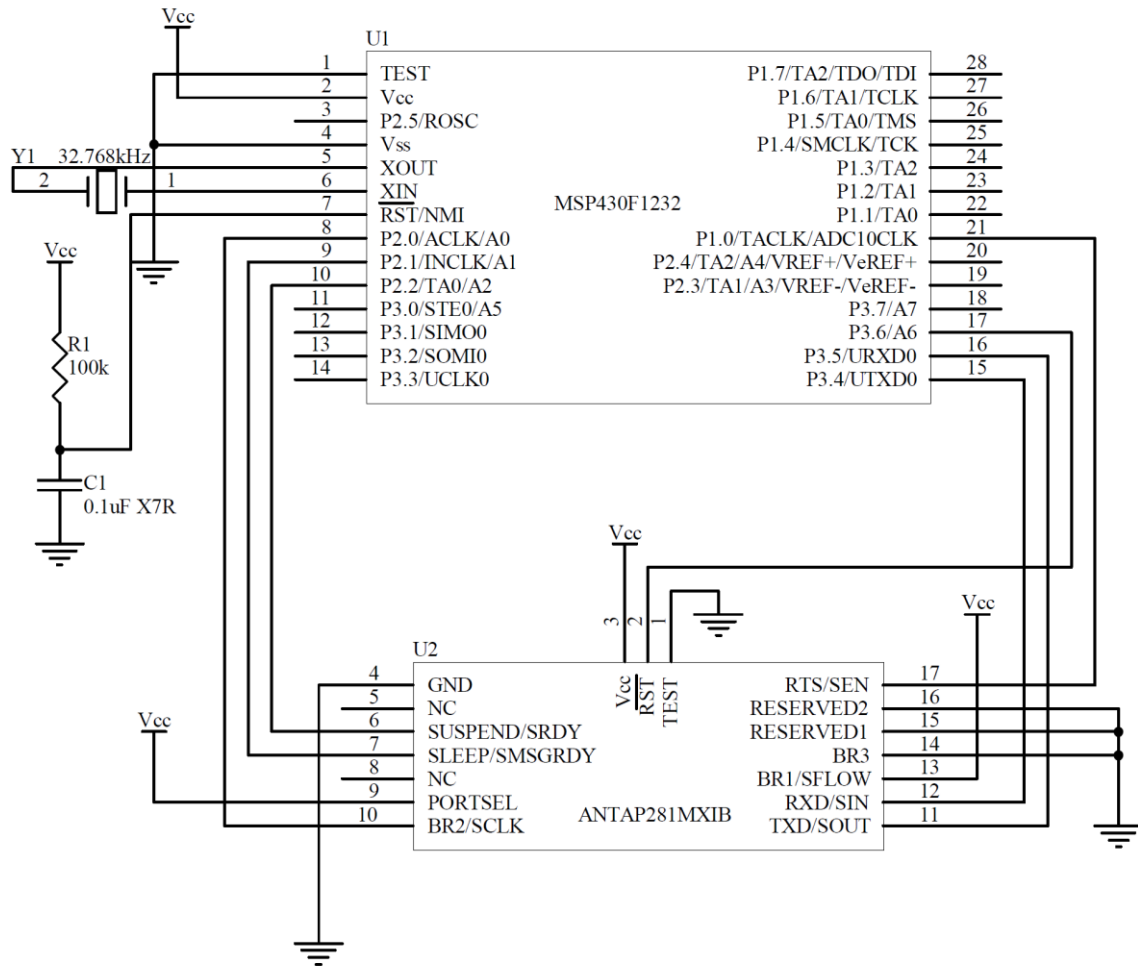 Vcc
U1
1 TEST P1.7/TA2/TDO/TDI 28
2 Vcc P1.6/TA1/TCLK 27
3 P2.5/ROSC P1.5/TA0/TMS 26
4 Vss P1.4/SMCLK/TCK 25
Y1 32.768kHz 5 XOUT P1.3/TA2 24
2 1 6 XIN P1.2/TA1 23
MSP430F1232
7 RST/NMI P1.1/TA0 22
8 P2.0/ACLK/A0 P1.0/TACLK/ADC10CLK 21
Vcc
9 P2.1/INCLK/A1 P2.4/TA2/A4/VREF+/VeREF+ 20
10 P2.2/TA0/A2 P2.3/TA1/A3/VREF-/VeREF- 19
11 P3.0/STE0/A5 P3.7/A7 18
12 P3.1/SIMO0 P3.6/A6 17
13 P3.2/SOMI0 P3.5/URXD0 16
14 P3.3/UCLK0 P3.4/UTXD0 15
R1
100k
C1
0.1uF X7R
Vcc
Vcc
3 2 1
U2
Vcc RST TEST
4 GND RTS/SEN 17
5 NC RESERVED2 16
Vcc
6 SUSPEND/SRDY RESERVED1 15
7 SLEEP/SMSGRDY BR3 14
8 NC BR1/SFLOW 13
9 PORTSEL RXD/SIN 12
10 BR2/SCLK TXD/SOUT 11
ANTAP281MXIB